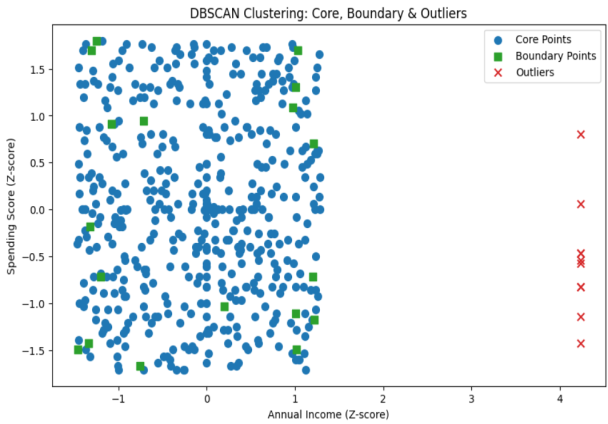 DBSCAN Clustering: Core, Boundary & Outliers
Core Points
Boundary Points
Outliers
1.5
1.0
0.5
0.0
−0.5
−1.0
−1.5
Spending Score (Z-score)
−1
0
1
2
3
4
Annual Income (Z-score)